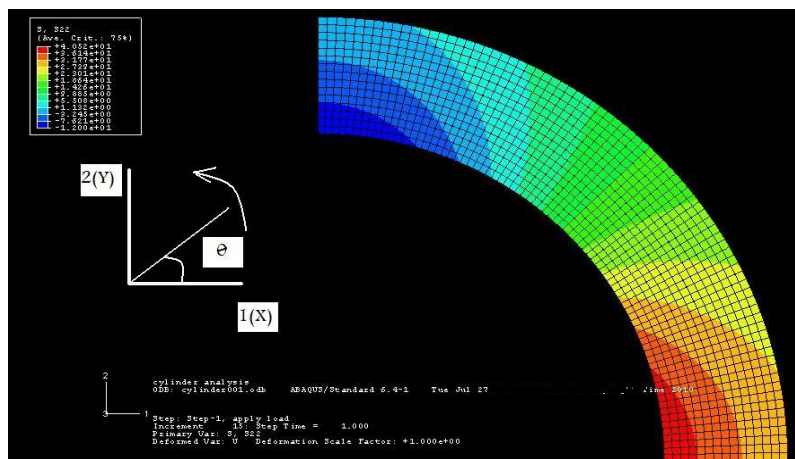 S, S22
(Ave. Crit.: 75%)
+4.052e+01
+3.614e+01
+3.177e+01
+2.739e+01
+2.301e+01
+1.864e+01
+1.426e+01
+9.885e+00
+5.508e+00
+1.132e+00
-3.245e+00
-7.621e+00
-1.200e+01
2(Y)
θ
1(X)
2
3
1
cylinder analysis
ODB: cylinder001.odb ABAQUS/Standard 6.4-1 Tue Jul 27 Time 2010
Step: Step-1, apply load
Increment 13: Step Time = 1.000
Primary Var: S, S22
Deformed Var: U Deformation Scale Factor: +1.000e+00